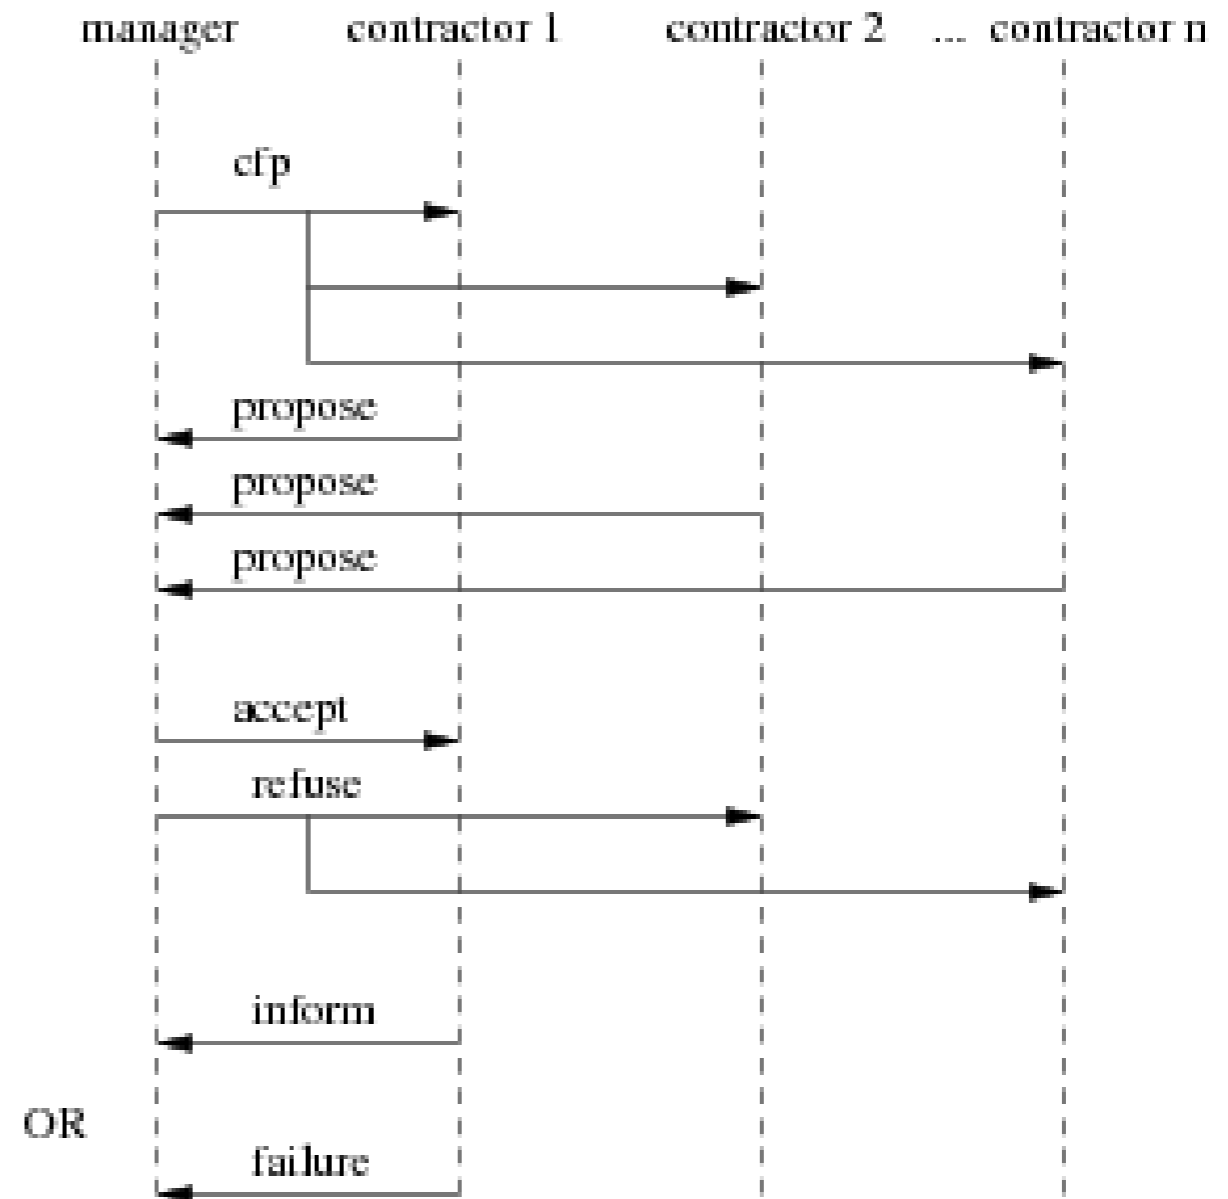 manager contractor 1 contractor 2 ... contractor n
cfp
propose
propose
propose
accept
refuse
inform
OR
failure